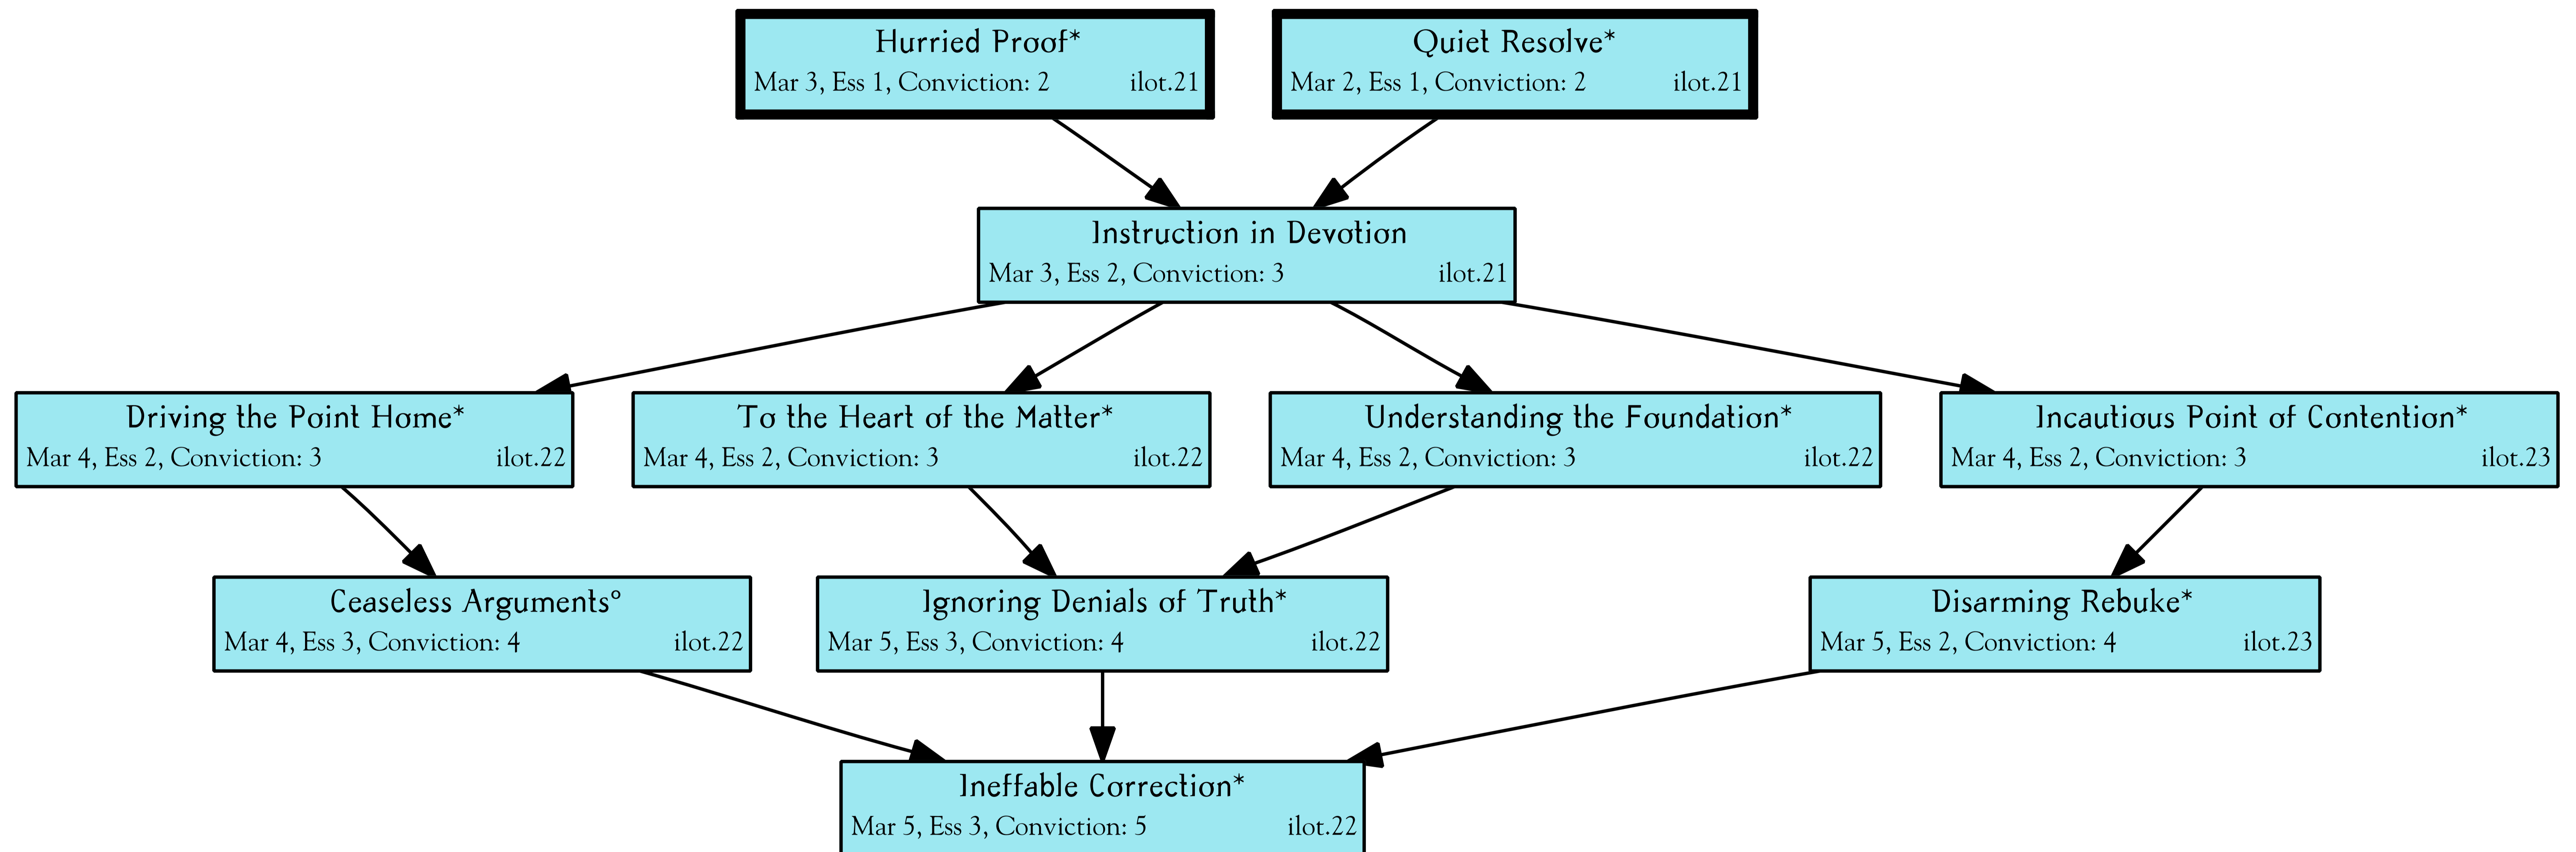 Hurried Proof*
Mar 3, Ess 1, Conviction: 2 ilot.21
Quiet Resolve*
Mar 2, Ess 1, Conviction: 2 ilot.21
Instruction in Devotion
Mar 3, Ess 2, Conviction: 3 ilot.21
Driving the Point Home*
Mar 4, Ess 2, Conviction: 3 ilot.22
To the Heart of the Matter*
Mar 4, Ess 2, Conviction: 3 ilot.22
Understanding the Foundation*
Mar 4, Ess 2, Conviction: 3 ilot.22
Incautious Point of Contention*
Mar 4, Ess 2, Conviction: 3 ilot.23
Ceaseless Arguments°
Mar 4, Ess 3, Conviction: 4 ilot.22
Ignoring Denials of Truth*
Mar 5, Ess 3, Conviction: 4 ilot.22
Disarming Rebuke*
Mar 5, Ess 2, Conviction: 4 ilot.23
Ineffable Correction*
Mar 5, Ess 3, Conviction: 5 ilot.22